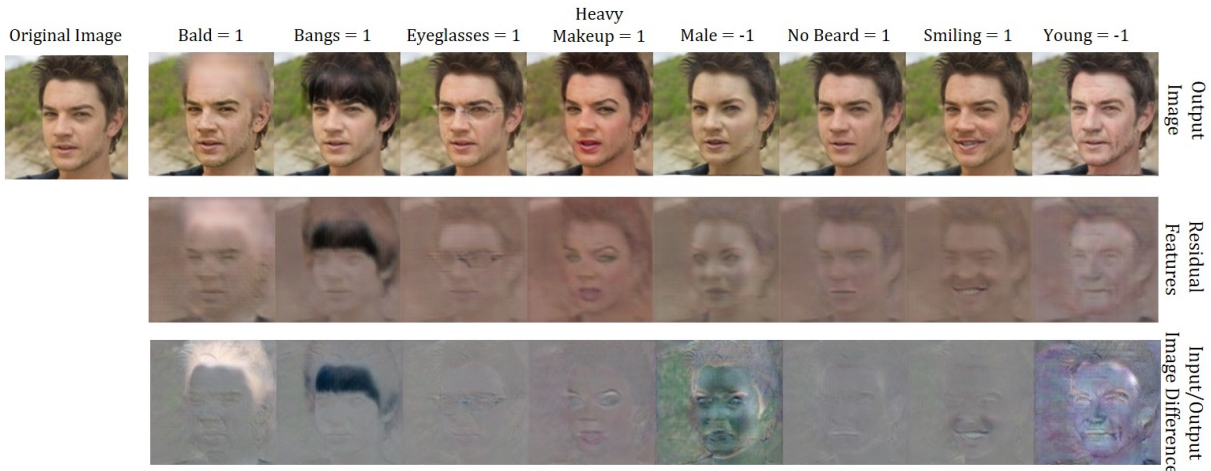 Original Image
Bald = 1
Bangs = 1
Eyeglasses = 1
Heavy
Makeup = 1
Male = -1
No Beard = 1
Smiling = 1
Young = -1
Output
Image
Residual
Features
Input/Output
Image Difference